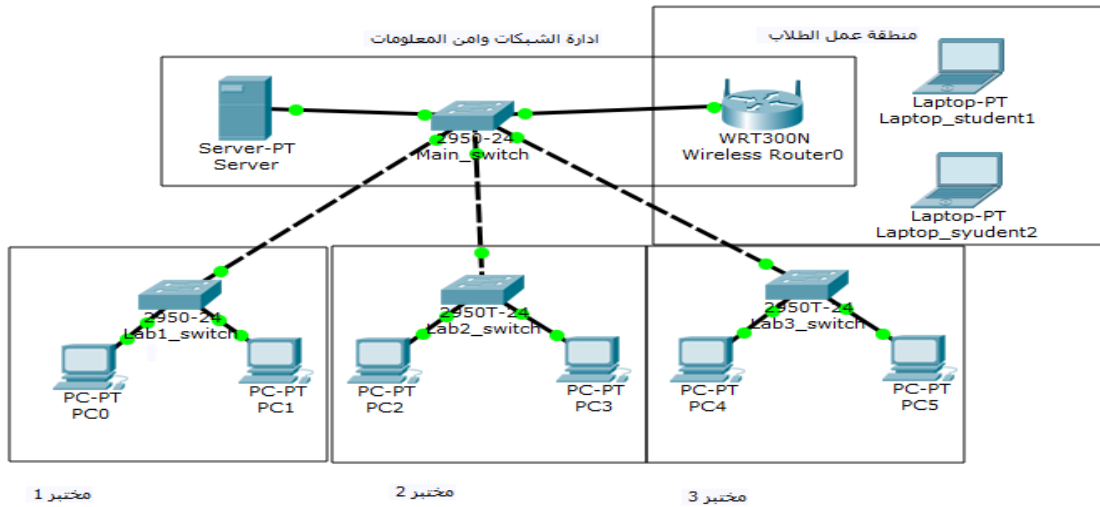 ادارة الشبكات وامن المعلومات
منطقة عمل الطلاب
Server-PT
Server
2950-24
Main_switch
WRT300N
Wireless Router0
Laptop-PT
Laptop_student1
Laptop-PT
Laptop_syudent2
2950-24
Lab1_switch
PC-PT
PC0
PC-PT
PC1
2950T-24
Lab2_switch
PC-PT
PC2
PC-PT
PC3
2950T-24
Lab3_switch
PC-PT
PC4
PC-PT
PC5
مختبر 1
مختبر 2
مختبر 3